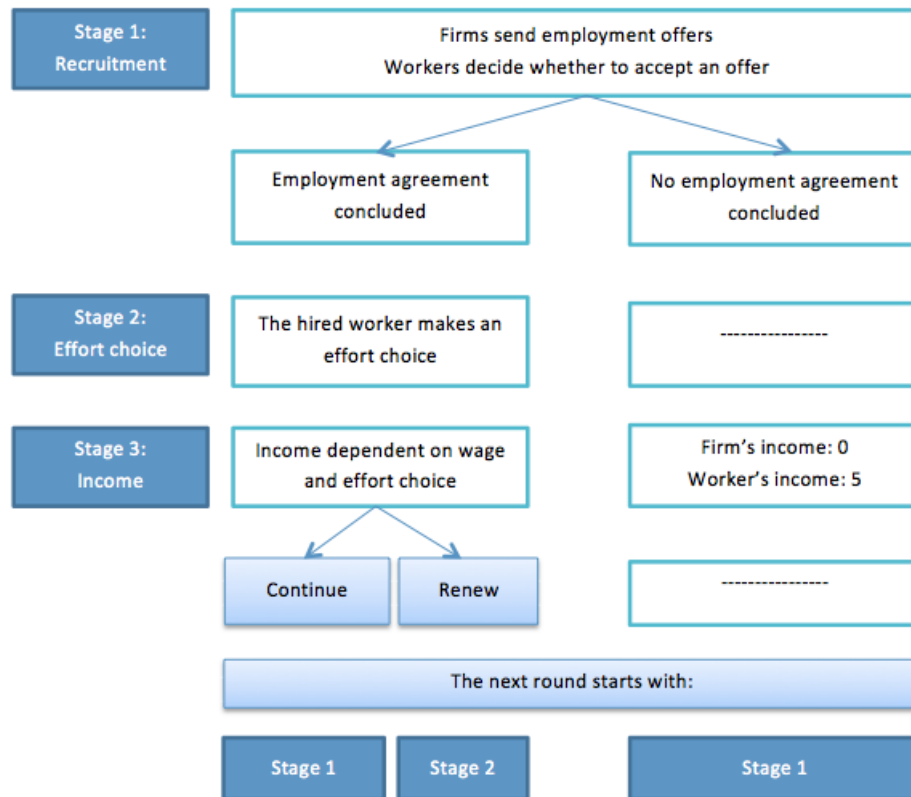 Stage 1:
Recruitment
Firms send employment offers
Workers decide whether to accept an offer
Employment agreement
concluded
No employment agreement
concluded
Stage 2:
Effort choice
The hired worker makes an
effort choice
----------------
Stage 3:
Income
Income dependent on wage
and effort choice
Firm's income: 0
Worker's income: 5
Continue
Renew
----------------
The next round starts with:
Stage 1
Stage 2
Stage 1